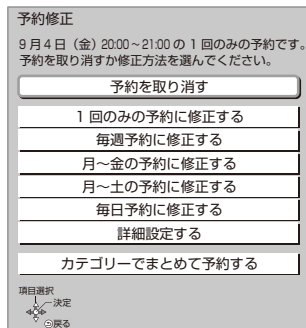 予約修正
9月4日（金）20:00～21:00の1回のみの予約です。
予約を取り消すか修正方法を選んでください。
予約を取り消す
1回のみの予約に修正する
毎週予約に修正する
月～金の予約に修正する
月～土の予約に修正する
毎日予約に修正する
詳細設定する
カテゴリーでまとめて予約する
項目選択
決定
戻る